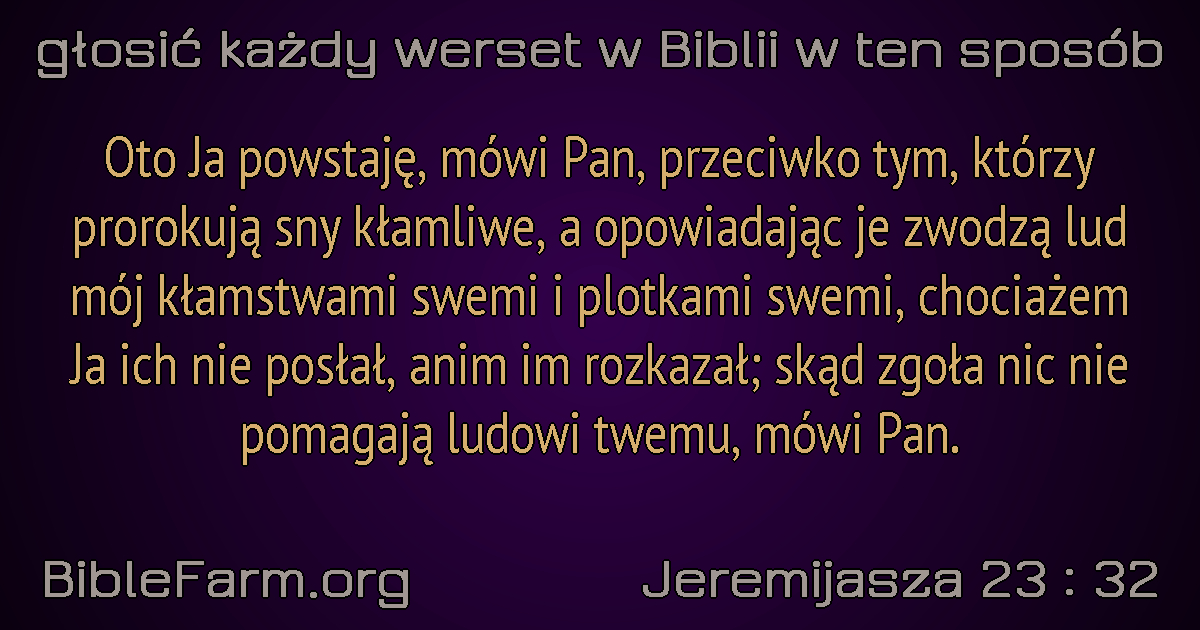 głosić każdy werset w Biblii w ten sposób
Oto Ja powstaję, mówi Pan, przeciwko tym, którzy
prorokują sny kłamliwe, a opowiadając je zwodzą lud
mój kłamstwami swemi i plotkami swemi, chociażem
Ja ich nie posłał, anim im rozkazał; skąd zgoła nic nie
pomagają ludowi twemu, mówi Pan.
BibleFarm.org
Jeremijasza 23 : 32